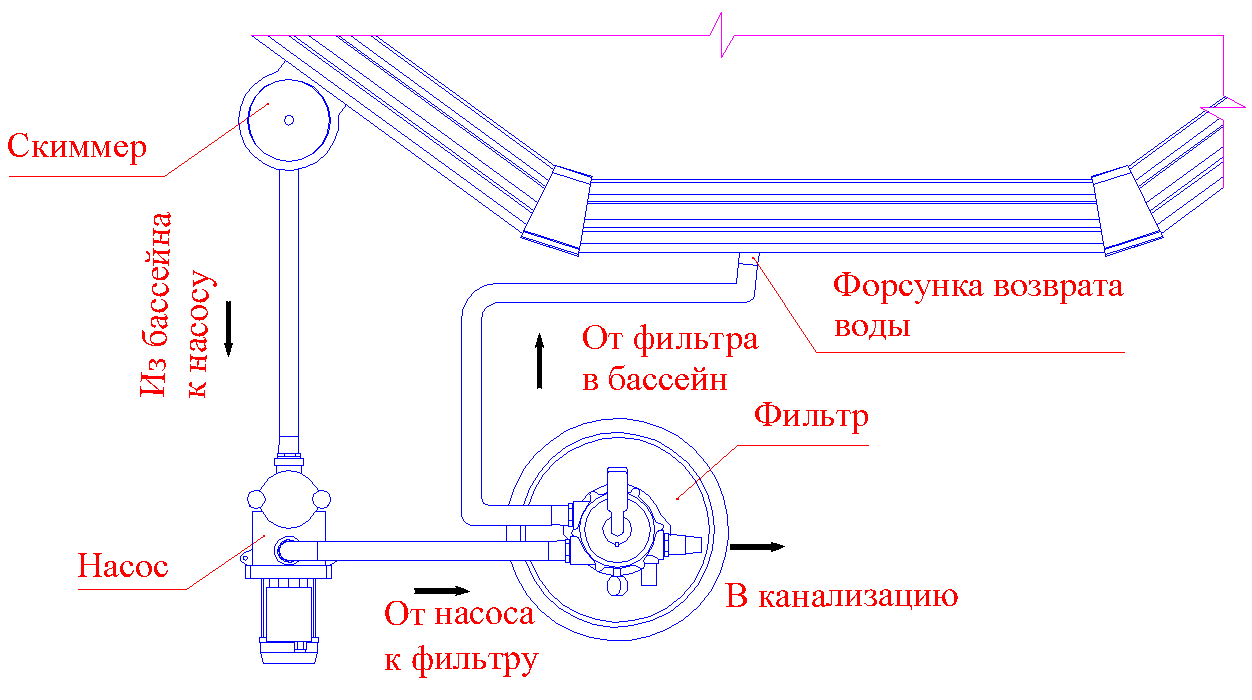 Скиммер
Из бассейна
к насосу
Форсунка возврата
воды
От фильтра
в бассейн
Фильтр
Насос
В канализацию
От насоса
к фильтру